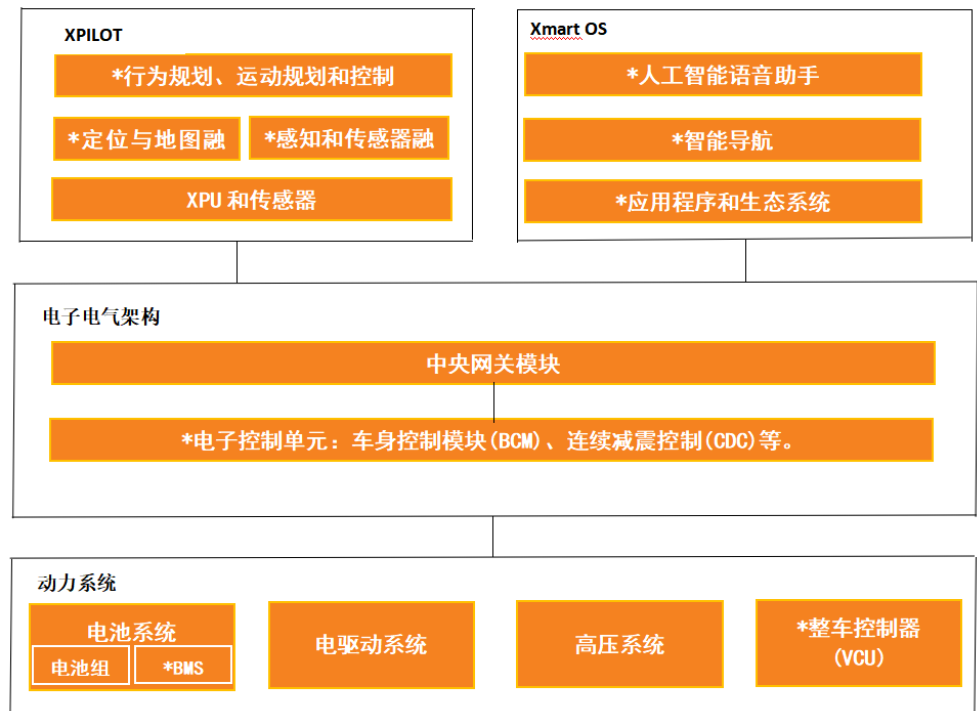 XPILOT
*行为规划、运动规划和控制
*定位与地图融
*感知和传感器融
XPU 和传感器
Xmart OS
*人工智能语音助手
*智能导航
*应用程序和生态系统
电子电气架构
中央网关模块
*电子控制单元：车身控制模块(BCM)、连续减震控制(CDC)等。
动力系统
电池系统
电池组
*BMS
电驱动系统
高压系统
*整车控制器
(VCU)